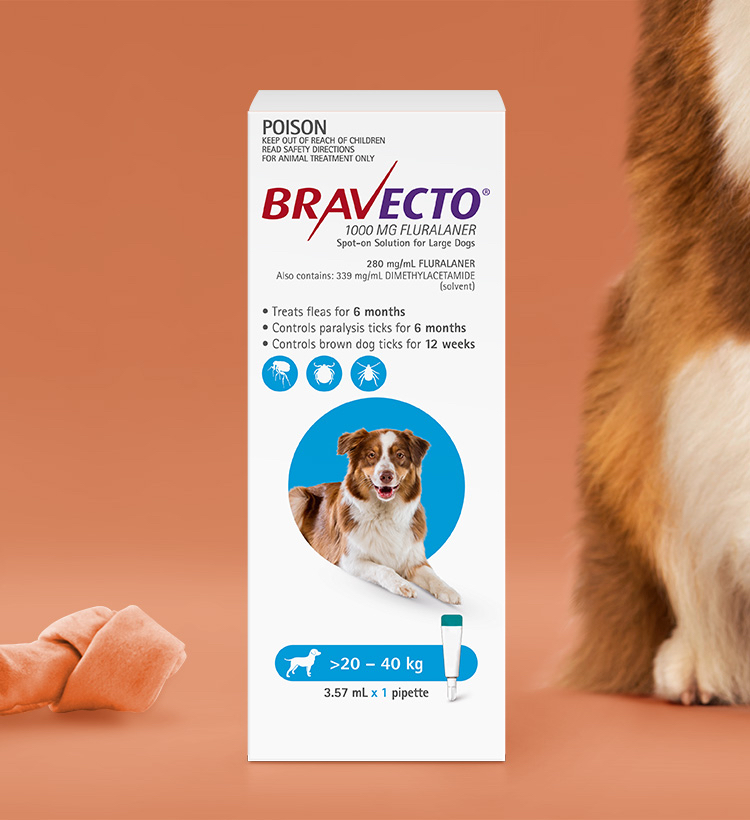 POISON
KEEP OUT OF REACH OF CHILDREN
READ SAFETY DIRECTIONS
FOR ANIMAL TREATMENT ONLY
BRAVECTO®
1000 MG FLURALANER
Spot-on Solution for Large Dogs
280 mg/mL FLURALANER
Also contains: 339 mg/mL DIMETHYLACETAMIDE
(solvent)
• Treats fleas for 6 months
• Controls paralysis ticks for 6 months
• Controls brown dog ticks for 12 weeks
>20 – 40 kg
3.57 mL x 1 pipette